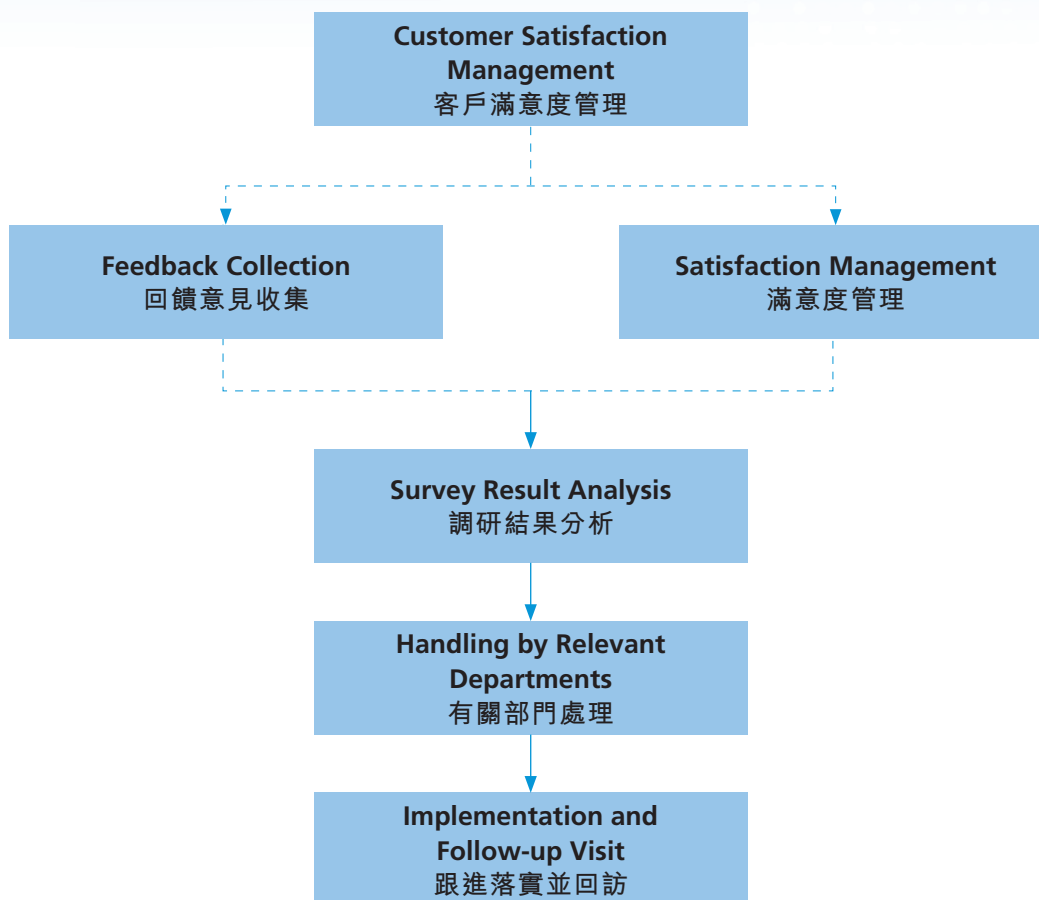 Customer Satisfaction
Management
客戶滿意度管理
Feedback Collection
回饋意見收集
Satisfaction Management
滿意度管理
Survey Result Analysis
調研結果分析
Handling by Relevant
Departments
有關部門處理
Implementation and
Follow-up Visit
跟進落實並回訪